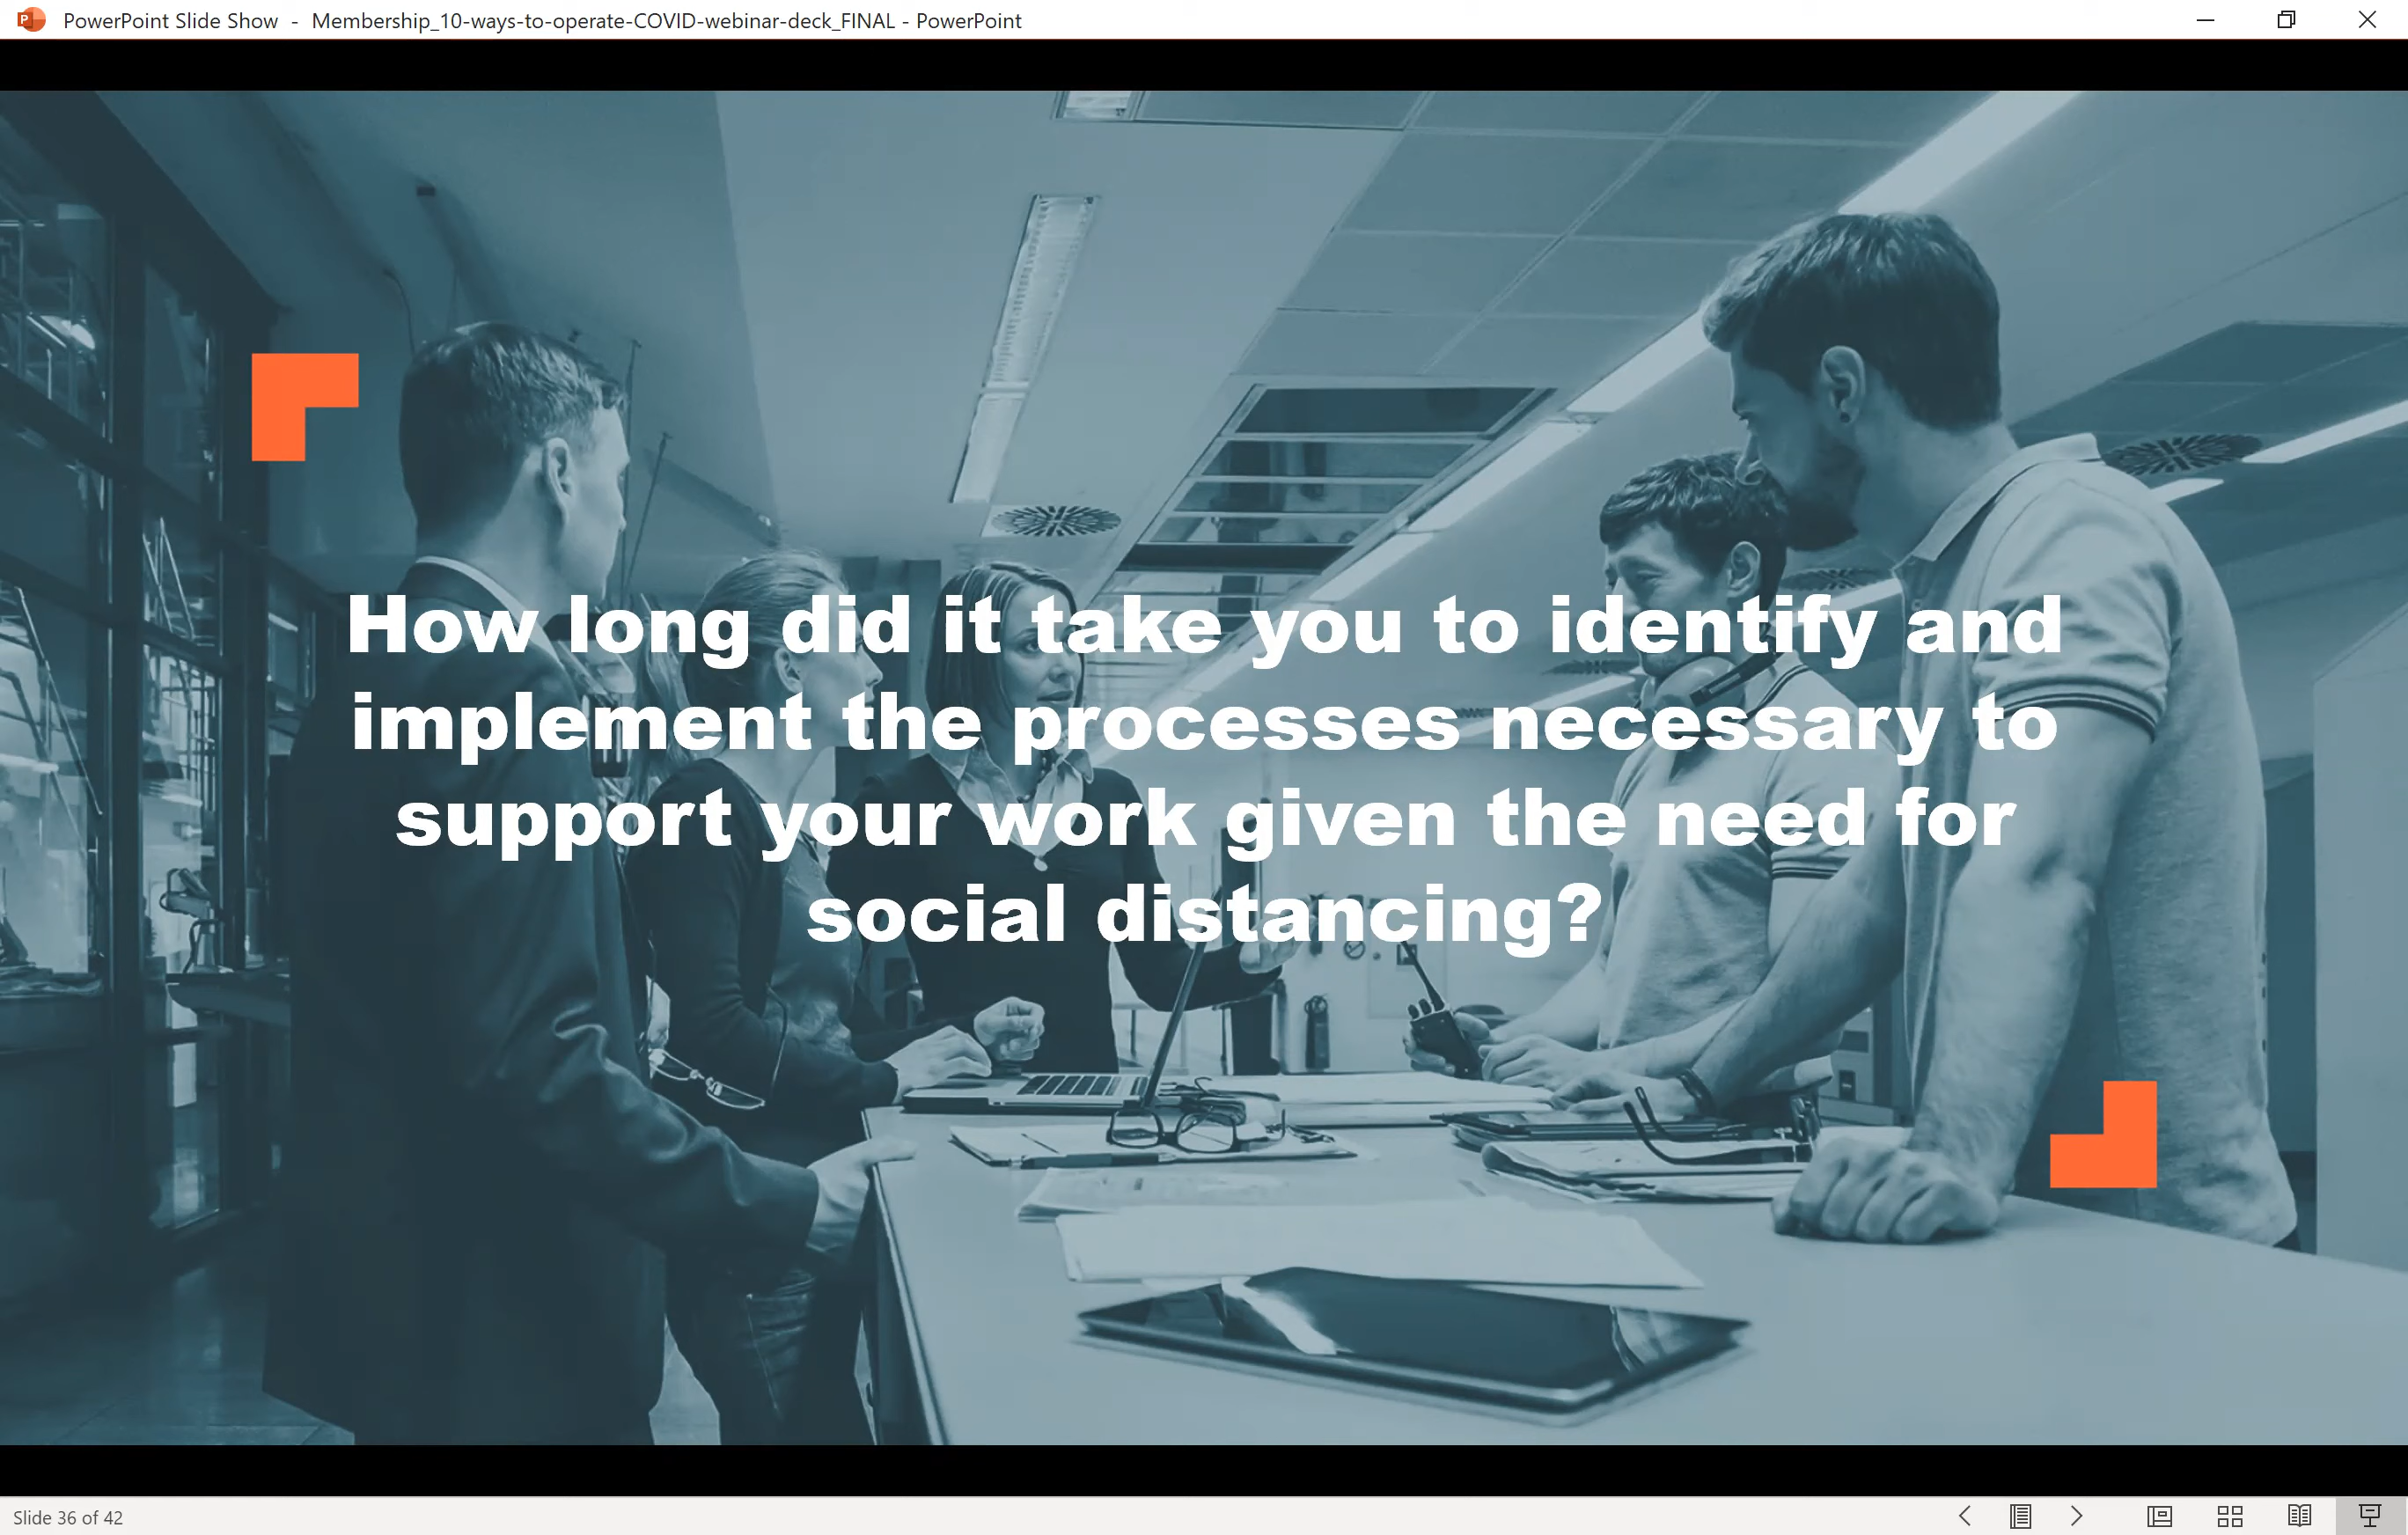 PowerPoint Slide Show - Membership_10-ways-to-operate-COVID-webinar-deck_FINAL - PowerPoint
How long did it take you to identify and
implement the processes necessary to
support your work given the need for
social distancing?
Slide 36 of 42